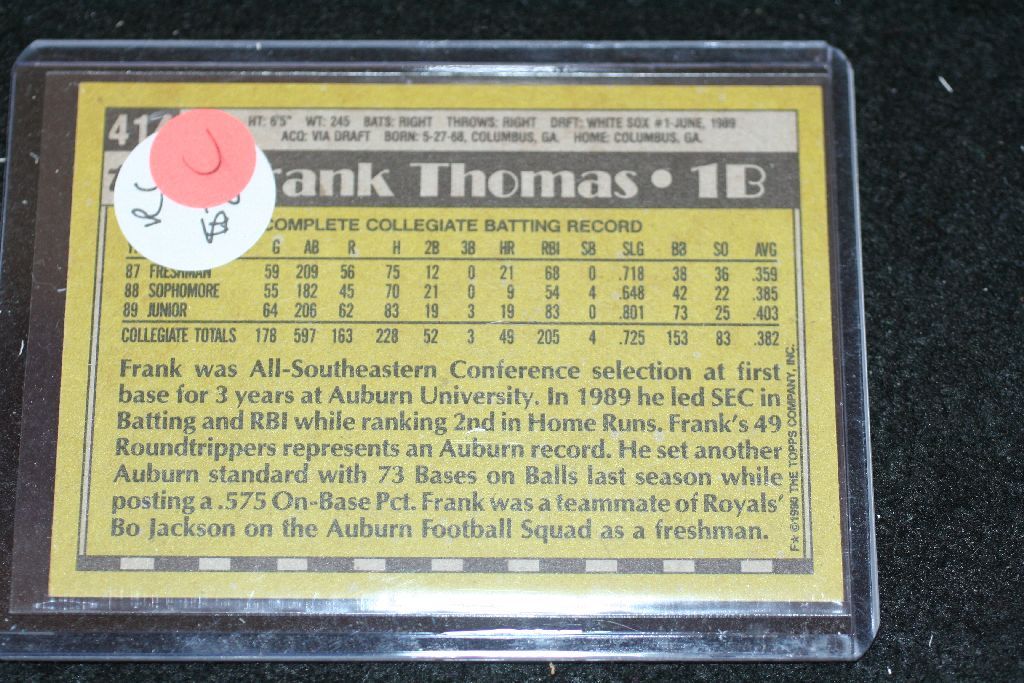 41
HT: 6'5" WT: 245 BATS: RIGHT THROWS: RIGHT DRFT: WHITE SOX #1-JUNE, 1989
ACQ: VIA DRAFT BORN: 5-27-68, COLUMBUS, GA. HOME: COLUMBUS, GA.
rank Thomas • 1B
COMPLETE COLLEGIATE BATTING RECORD
G AB R H 2B 3B HR RBI SB SLG BB SO AVG
87 FRESHMAN 59 209 56 75 12 0 21 68 0 .718 38 36 .359
88 SOPHOMORE 55 182 45 70 21 0 9 54 4 .648 42 22 .385
89 JUNIOR 64 206 62 83 19 3 19 83 0 .801 73 25 .403
COLLEGIATE TOTALS 178 597 163 228 52 3 49 205 4 .725 153 83 .382
Frank was All-Southeastern Conference selection at first
base for 3 years at Auburn University. In 1989 he led SEC in
Batting and RBI while ranking 2nd in Home Runs. Frank's 49
Roundtrippers represents an Auburn record. He set another
Auburn standard with 73 Bases on Balls last season while
posting a .575 On-Base Pct. Frank was a teammate of Royals'
Bo Jackson on the Auburn Football Squad as a freshman.
F* ©1990 THE TOPPS COMPANY, INC.